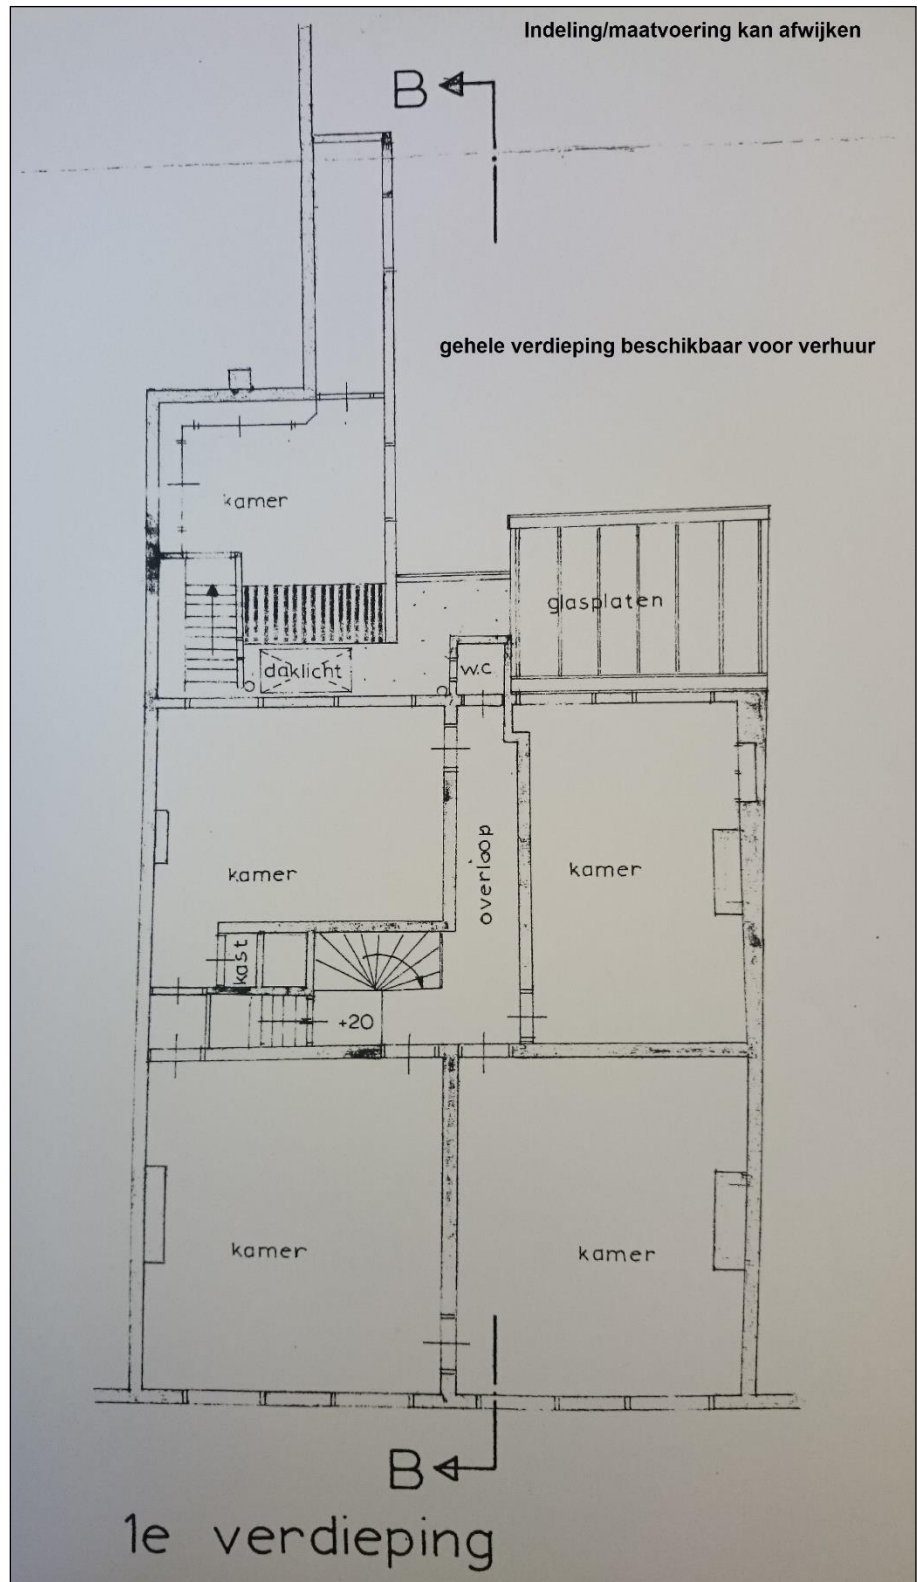 Indeling/maatvoering kan afwijken
B
gehele verdieping beschikbaar voor verhuur
kamer
glasplaten
daklicht
w.c
kamer
overloop
kamer
kast
+20
kamer
kamer
B
1e verdieping